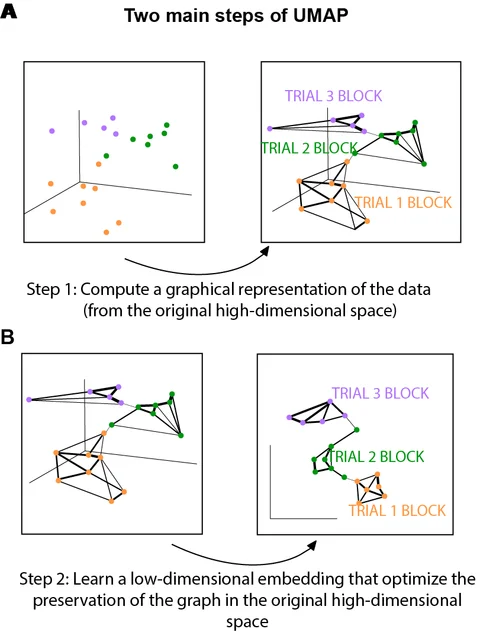 A
Two main steps of UMAP
TRIAL 3 BLOCK
TRIAL 2 BLOCK
TRIAL 1 BLOCK
Step 1: Compute a graphical representation of the data
(from the original high-dimensional space)
B
TRIAL 3 BLOCK
TRIAL 2 BLOCK
TRIAL 1 BLOCK
Step 2: Learn a low-dimensional embedding that optimize the
preservation of the graph in the original high-dimensional
space